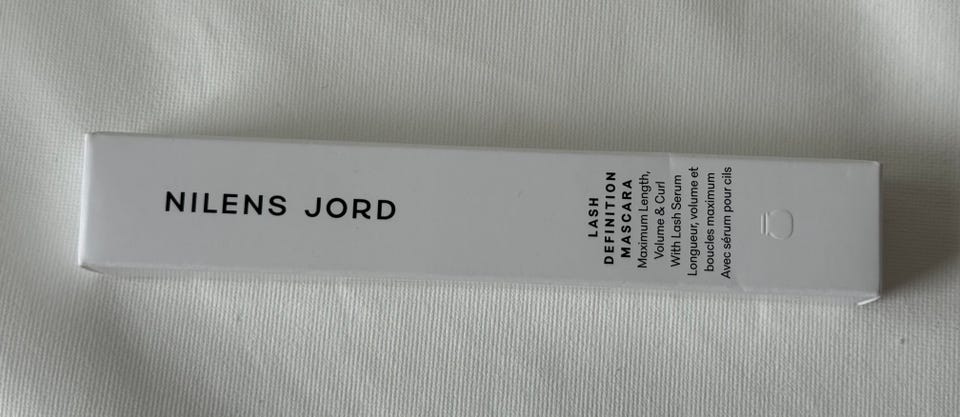 NILENS JORD
LASH
DEFINITION
MASCARA
Maximum Length,
Volume & Curl
With Lash Serum
Longueur, volume et
boucles maximum
Avec sérum pour cils